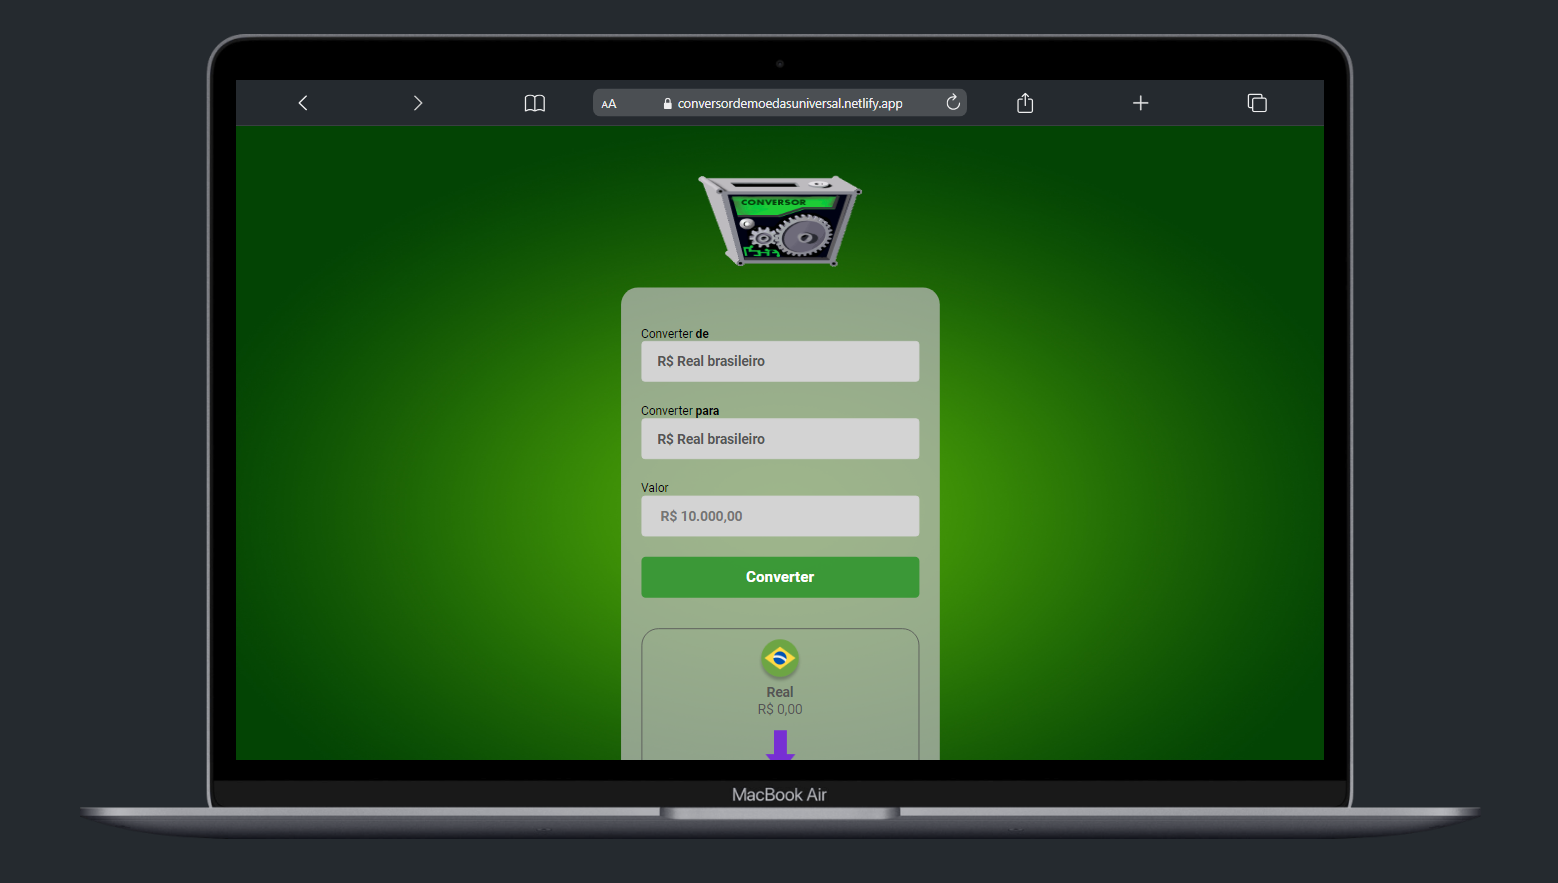 AA
conversordemoedasuniversal.netlify.app
CONVERSOR
Converter de
R$ Real brasileiro
Converter para
R$ Real brasileiro
Valor
R$ 10.000,00
Converter
Real
R$ 0,00
MacBook Air